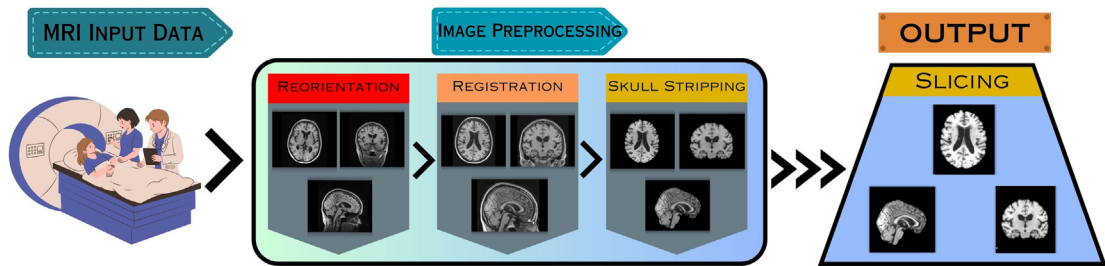 MRI INPUT DATA
IMAGE PREPROCESSING
OUTPUT
REORIENTATION
REGISTRATION
SKULL STRIPPING
SLICING